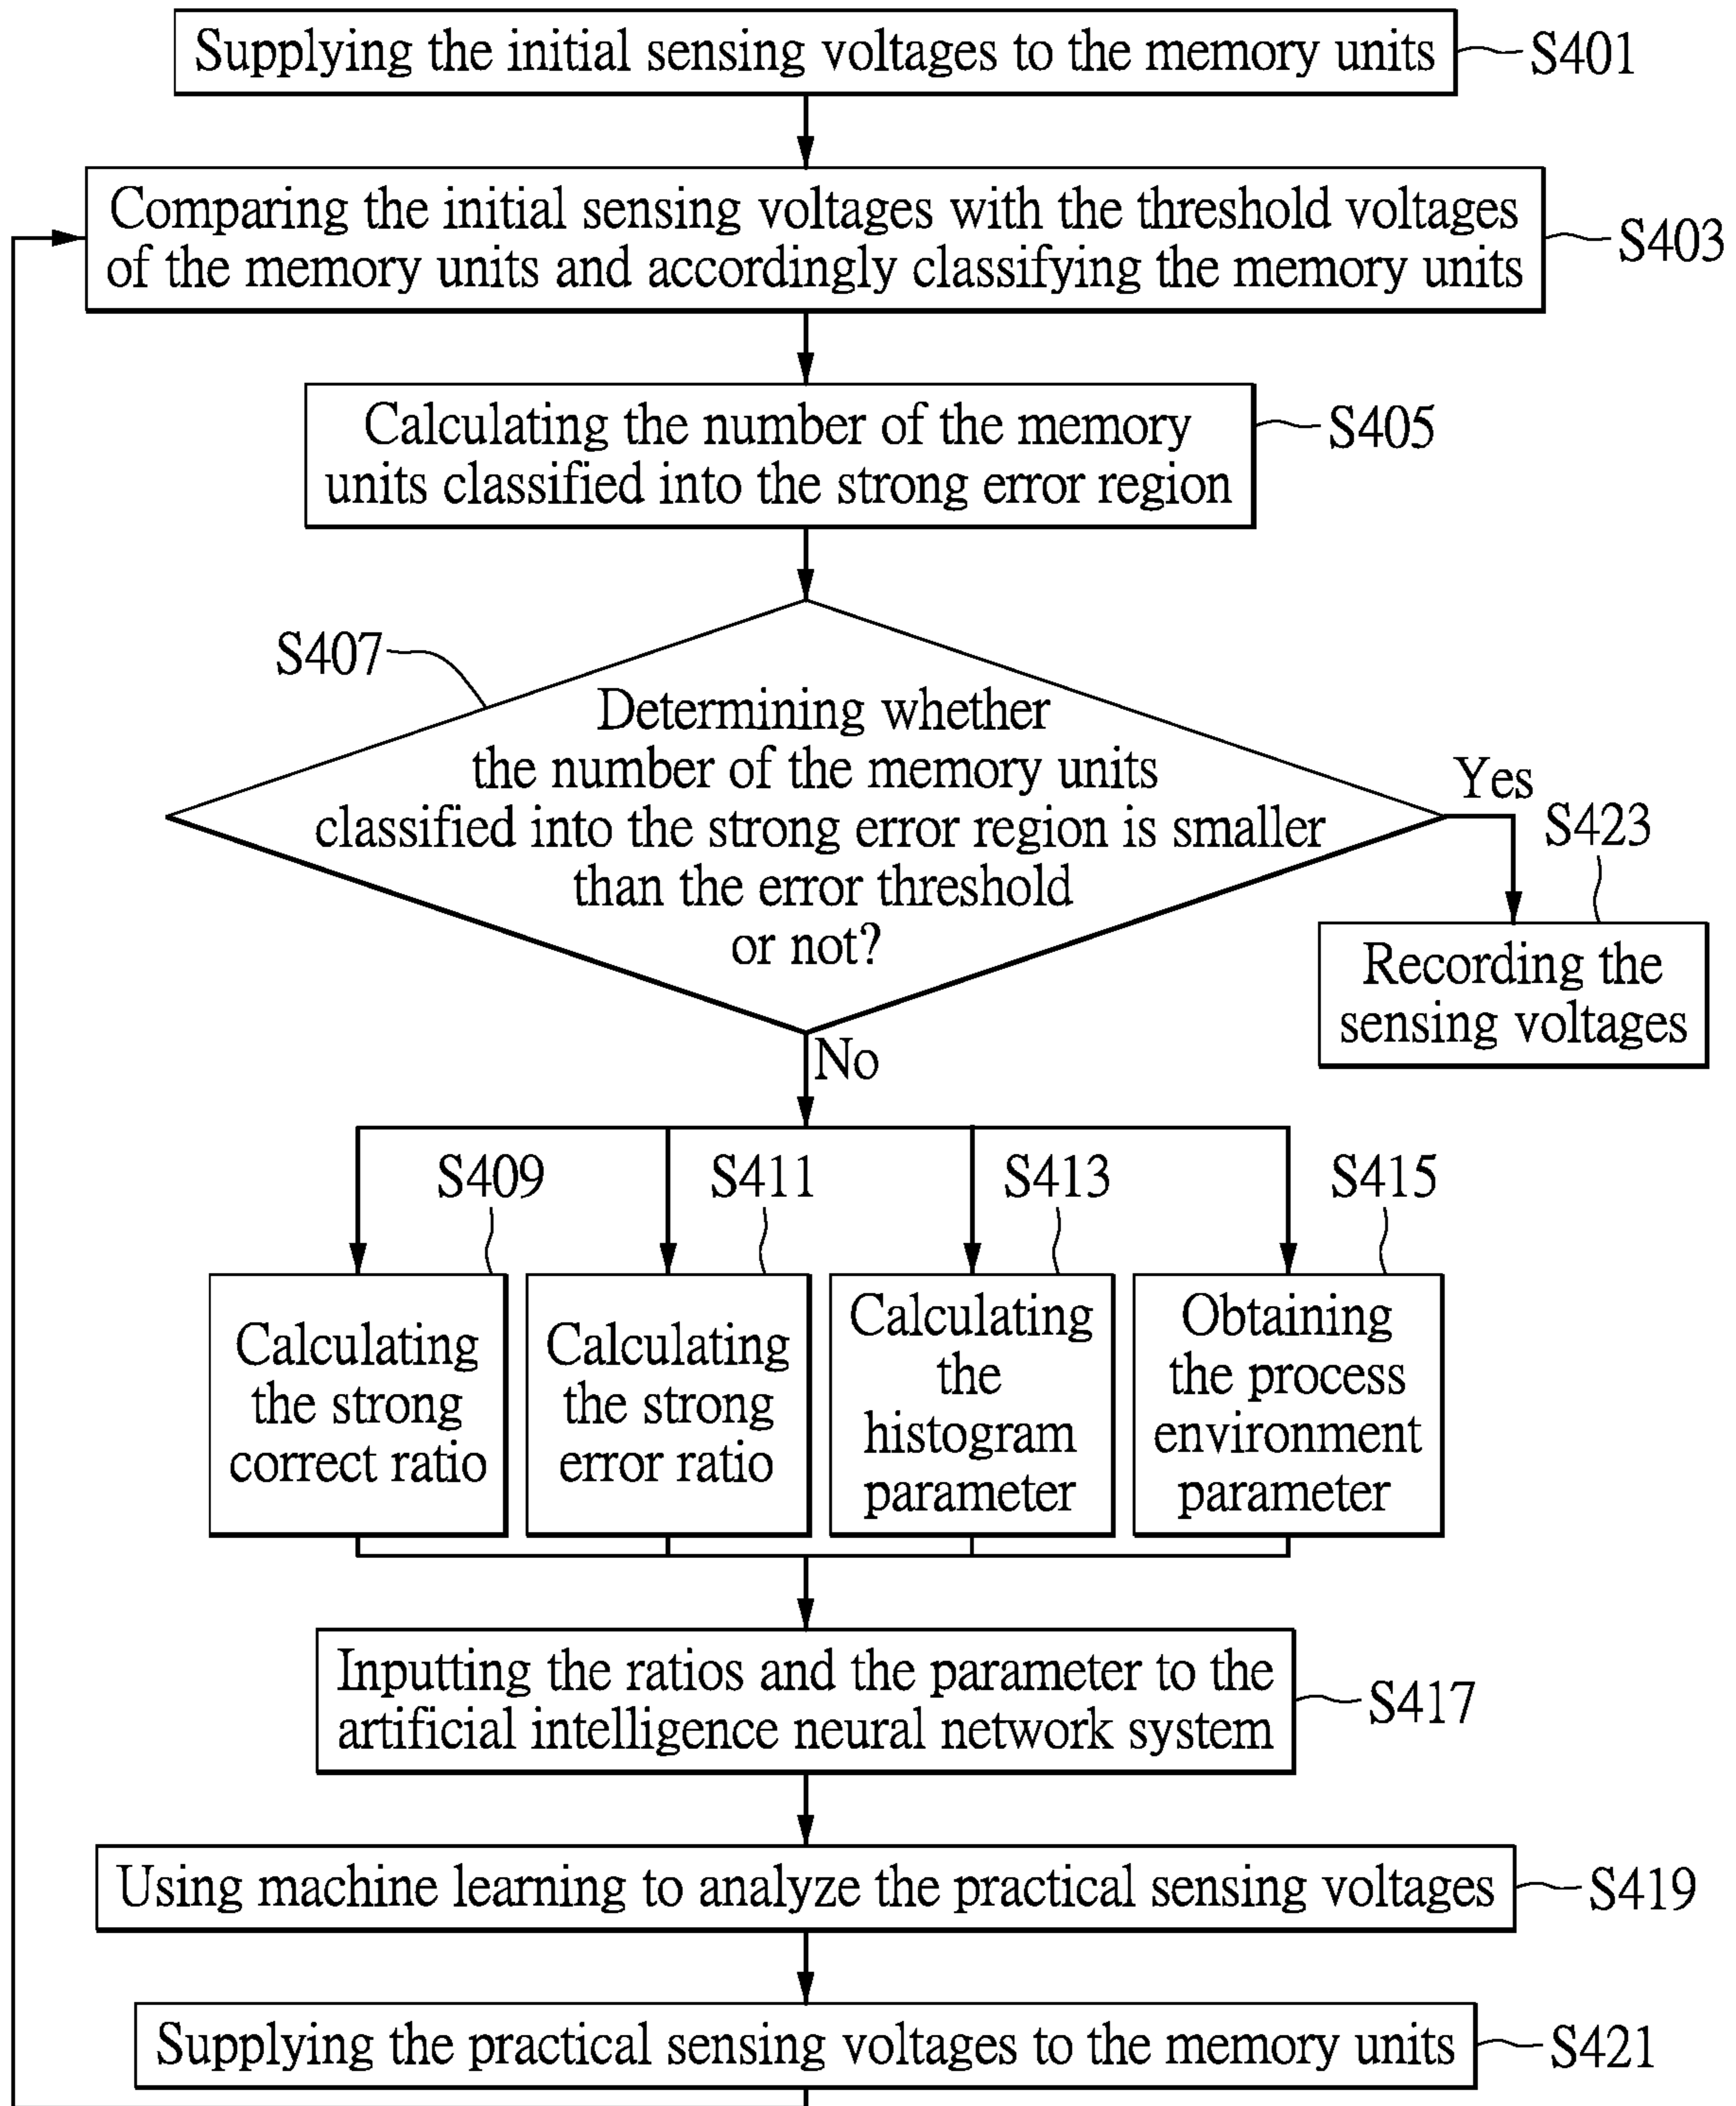 Supplying the initial sensing voltages to the memory units
S401
Comparing the initial sensing voltages with the threshold voltages
of the memory units and accordingly classifying the memory units
S403
Calculating the number of the memory
units classified into the strong error region
S405
S407
Determining whether
the number of the memory units
classified into the strong error region is smaller
than the error threshold
or not?
Yes
S423
Recording the
sensing voltages
No
S409
Calculating
the strong
correct ratio
S411
Calculating
the strong
error ratio
S413
Calculating
the
histogram
parameter
S415
Obtaining
the process
environment
parameter
Inputting the ratios and the parameter to the
artificial intelligence neural network system
S417
Using machine learning to analyze the practical sensing voltages
S419
Supplying the practical sensing voltages to the memory units
S421